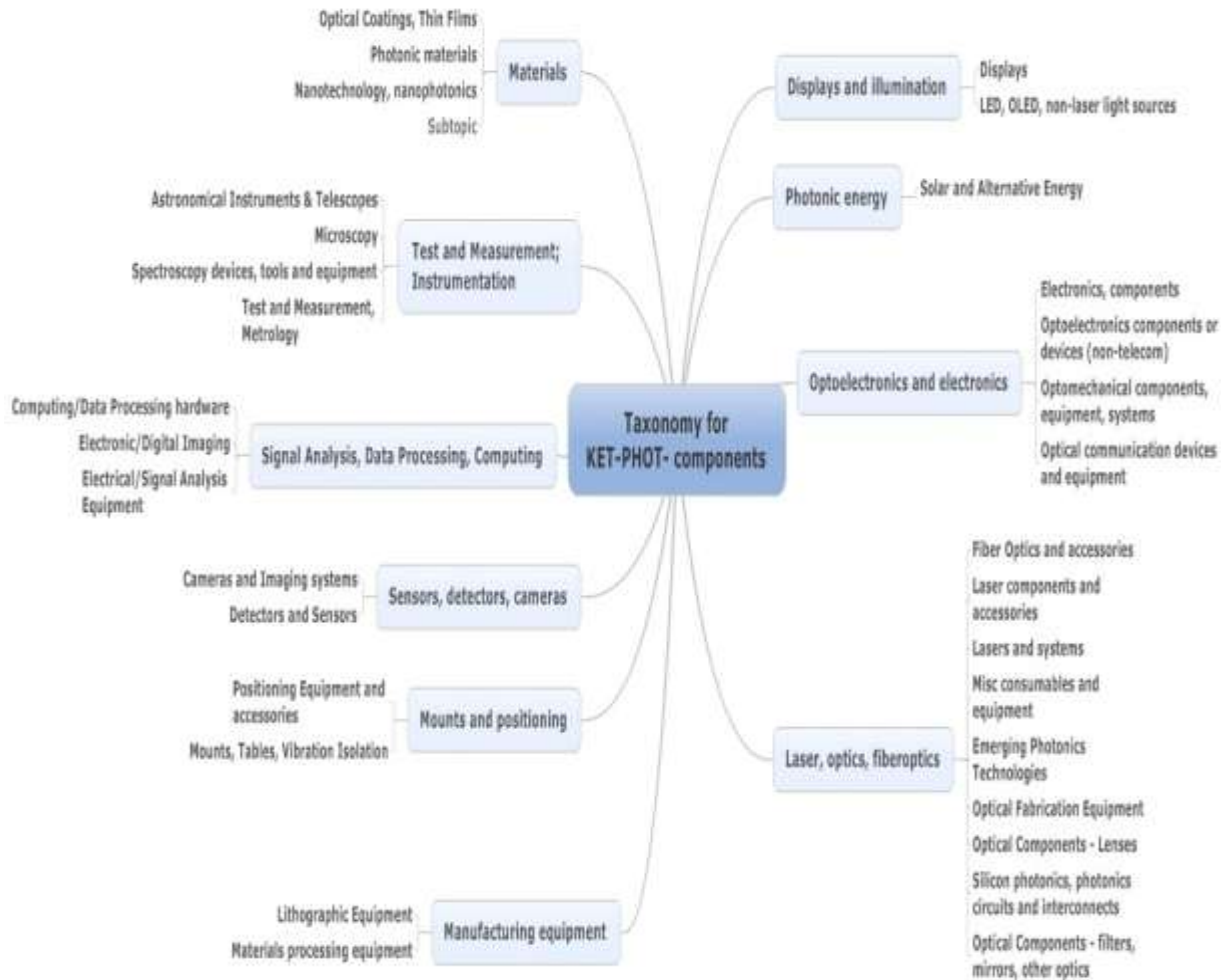 Optical Coatings, Thin Films
Photonic materials
Nanotechnology, nanophotonics
Subtopic
Materials
Astronomical Instruments & Telescopes
Microscopy
Spectroscopy devices, tools and equipment
Test and Measurement,
Metrology
Test and Measurement;
Instrumentation
Computing/Data Processing hardware
Electronic/Digital Imaging
Electrical/Signal Analysis
Equipment
Signal Analysis, Data Processing, Computing
Cameras and Imaging systems
Detectors and Sensors
Sensors, detectors, cameras
Positioning Equipment and
accessories
Mounts, Tables, Vibration Isolation
Mounts and positioning
Lithographic Equipment
Materials processing equipment
Manufacturing equipment
Taxonomy for
KET-PHOT- components
Displays and illumination
Displays
LED, OLED, non-laser light sources
Photonic energy
Solar and Alternative Energy
Optoelectronics and electronics
Electronics, components
Optoelectronics components or
devices (non-telecom)
Optomechanical components,
equipment, systems
Optical communication devices
and equipment
Laser, optics, fiberoptics
Fiber Optics and accessories
Laser components and
accessories
Lasers and systems
Misc consumables and
equipment
Emerging Photonics
Technologies
Optical Fabrication Equipment
Optical Components - Lenses
Silicon photonics, photonics
circuits and interconnects
Optical Components - filters,
mirrors, other optics